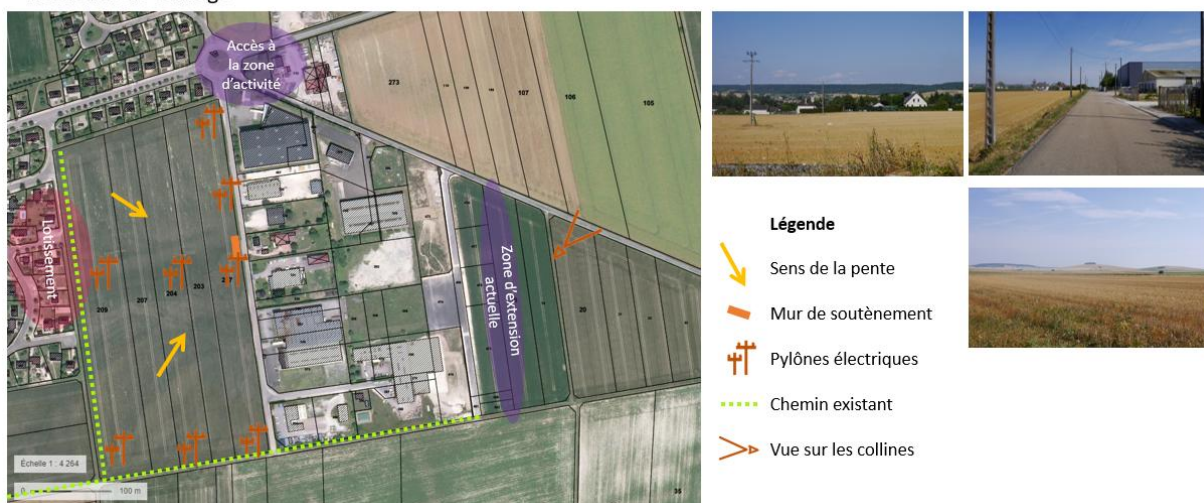 Accès à
la zone
d'activité
273
107
106
105
Lotissement
209
207
204
203
Zone d'extension
actuelle
20
35
Échelle 1 : 4 264
0
100 m
Légende
Sens de la pente
Mur de soutènement
Pylônes électriques
Chemin existant
Vue sur les collines